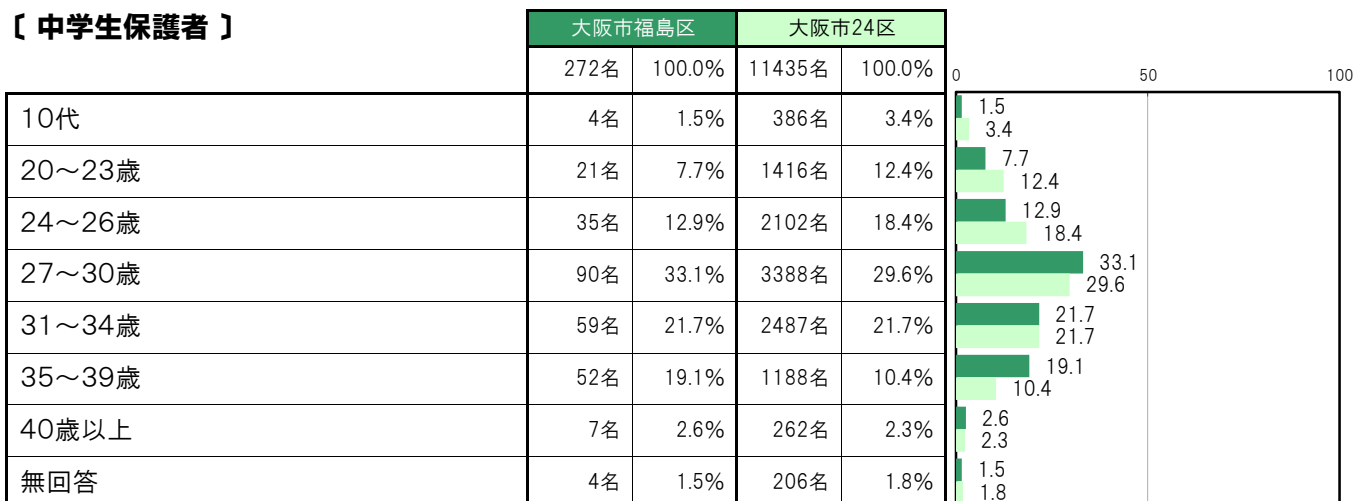 〔 中学生保護者 〕
大阪市福島区 大阪市24区
272名 100.0% 11435名 100.0%
0 50 100
10代 4名 1.5% 386名 3.4% 1.5
3.4
20～23歳 21名 7.7% 1416名 12.4% 7.7
12.4
24～26歳 35名 12.9% 2102名 18.4% 12.9
18.4
27～30歳 90名 33.1% 3388名 29.6% 33.1
29.6
31～34歳 59名 21.7% 2487名 21.7% 21.7
21.7
35～39歳 52名 19.1% 1188名 10.4% 19.1
10.4
40歳以上 7名 2.6% 262名 2.3% 2.6
2.3
無回答 4名 1.5% 206名 1.8% 1.5
1.8